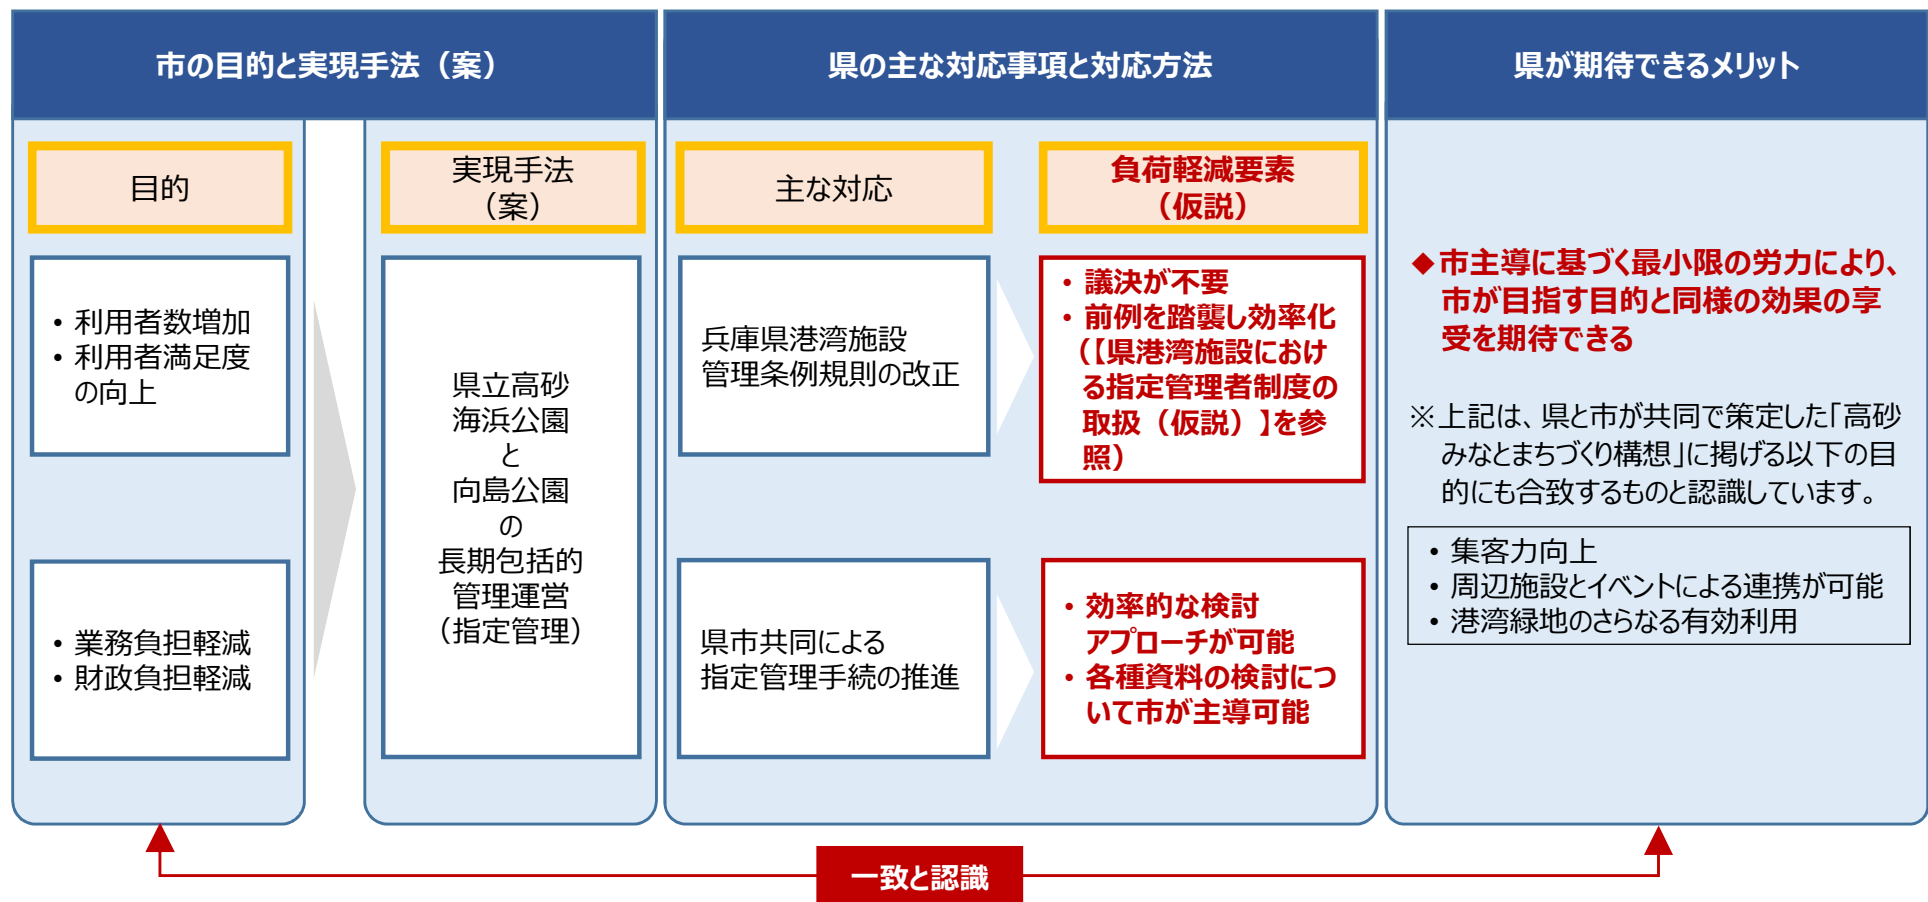 市の目的と実現手法（案）
県の主な対応事項と対応方法
県が期待できるメリット
目的
実現手法
（案）
主な対応
負荷軽減要素
（仮説）
• 利用者数増加
• 利用者満足度
の向上
• 業務負担軽減
• 財政負担軽減
県立高砂
海浜公園
と
向島公園
の
長期包括的
管理運営
（指定管理）
兵庫県港湾施設
管理条例規則の改正
• 議決が不要
• 前例を踏襲し効率化
（【県港湾施設におけ
る指定管理者制度の
取扱（仮説）】を参
照）
県市共同による
指定管理手続の推進
• 効率的な検討
アプローチが可能
• 各種資料の検討につ
いて市が主導可能
◆市主導に基づく最小限の労力により、
市が目指す目的と同様の効果の享
受を期待できる
※上記は、県と市が共同で策定した「高砂
みなとまちづくり構想」に掲げる以下の目
的にも合致するものと認識しています。
• 集客力向上
• 周辺施設とイベントによる連携が可能
• 港湾緑地のさらなる有効利用
一致と認識